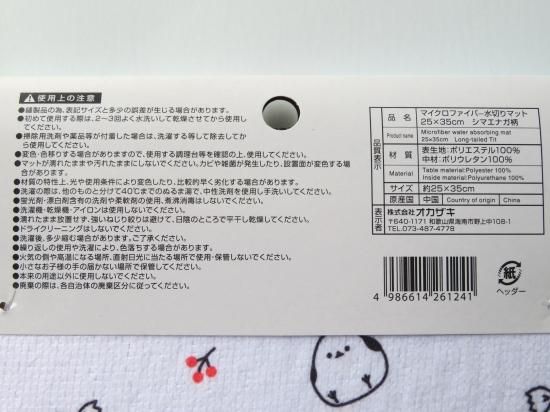 ⚠使用上の注意
●縫製品の為、表記サイズと多少の誤差が生じる場合があります。
●初めて使用する際は、2〜3回よく水洗いして乾燥させてから使用し
てください。
●掃除用洗剤や薬品等が付着した場合は、洗濯する等して除去してか
ら使用してください。
●変色・色移りする場合がありますので、使用する調理台等を確認の上、使用してください。
●マットが濡れたままや汚れたままにしないでください。カビや雑菌が発生したり、設置面が変色する場
合があります。
●材質の特性上、光や使用条件により変色したり、比較的早く劣化する場合があります。
●洗濯の際は、他のものと区別して40℃までのぬるま湯で、中性洗剤を使用して手洗いしてください。
●蛍光剤・漂白剤含有の洗剤や柔軟剤の使用、煮沸消毒はしないでください。
●洗濯機・乾燥機・アイロンは使用しないでください。
●濡れたまま放置せず、強いねじり絞りは避けて、日陰のところで平干し乾燥してください。
●ドライクリーニングはしないでください。
●洗濯後、多少縮む場合があります。ご了承ください。
●繰り返しの使用や洗濯により、色落ちする場合があります。
●火気の側や高温になる場所、直射日光に当たる場所で使用・保管しないでください。
●小さなお子様の手の届かない場所で保管してください。
●本来の用途以外に使用しないでください。
●廃棄の際は、各自治体の廃棄区分に従ってください。
品質表示
品名 マイクロファイバー水切りマット
25×35cm シマエナガ柄
Product name Microfiber water absorbing mat
25×35cm Long-tailed Tit
材質 表生地:ポリエステル100%
中材:ポリウレタン100%
Material Table material:Polyester 100%
Inside material:Polyurethane 100%
サイズ 約25×35cm
原産国 中国 Country of origin China
表示者 株式会社オカザキ
〒640-1171 和歌山県海南市野上中108-1
TEL.073-487-4778
4 986614 261241
紙
ヘッダー